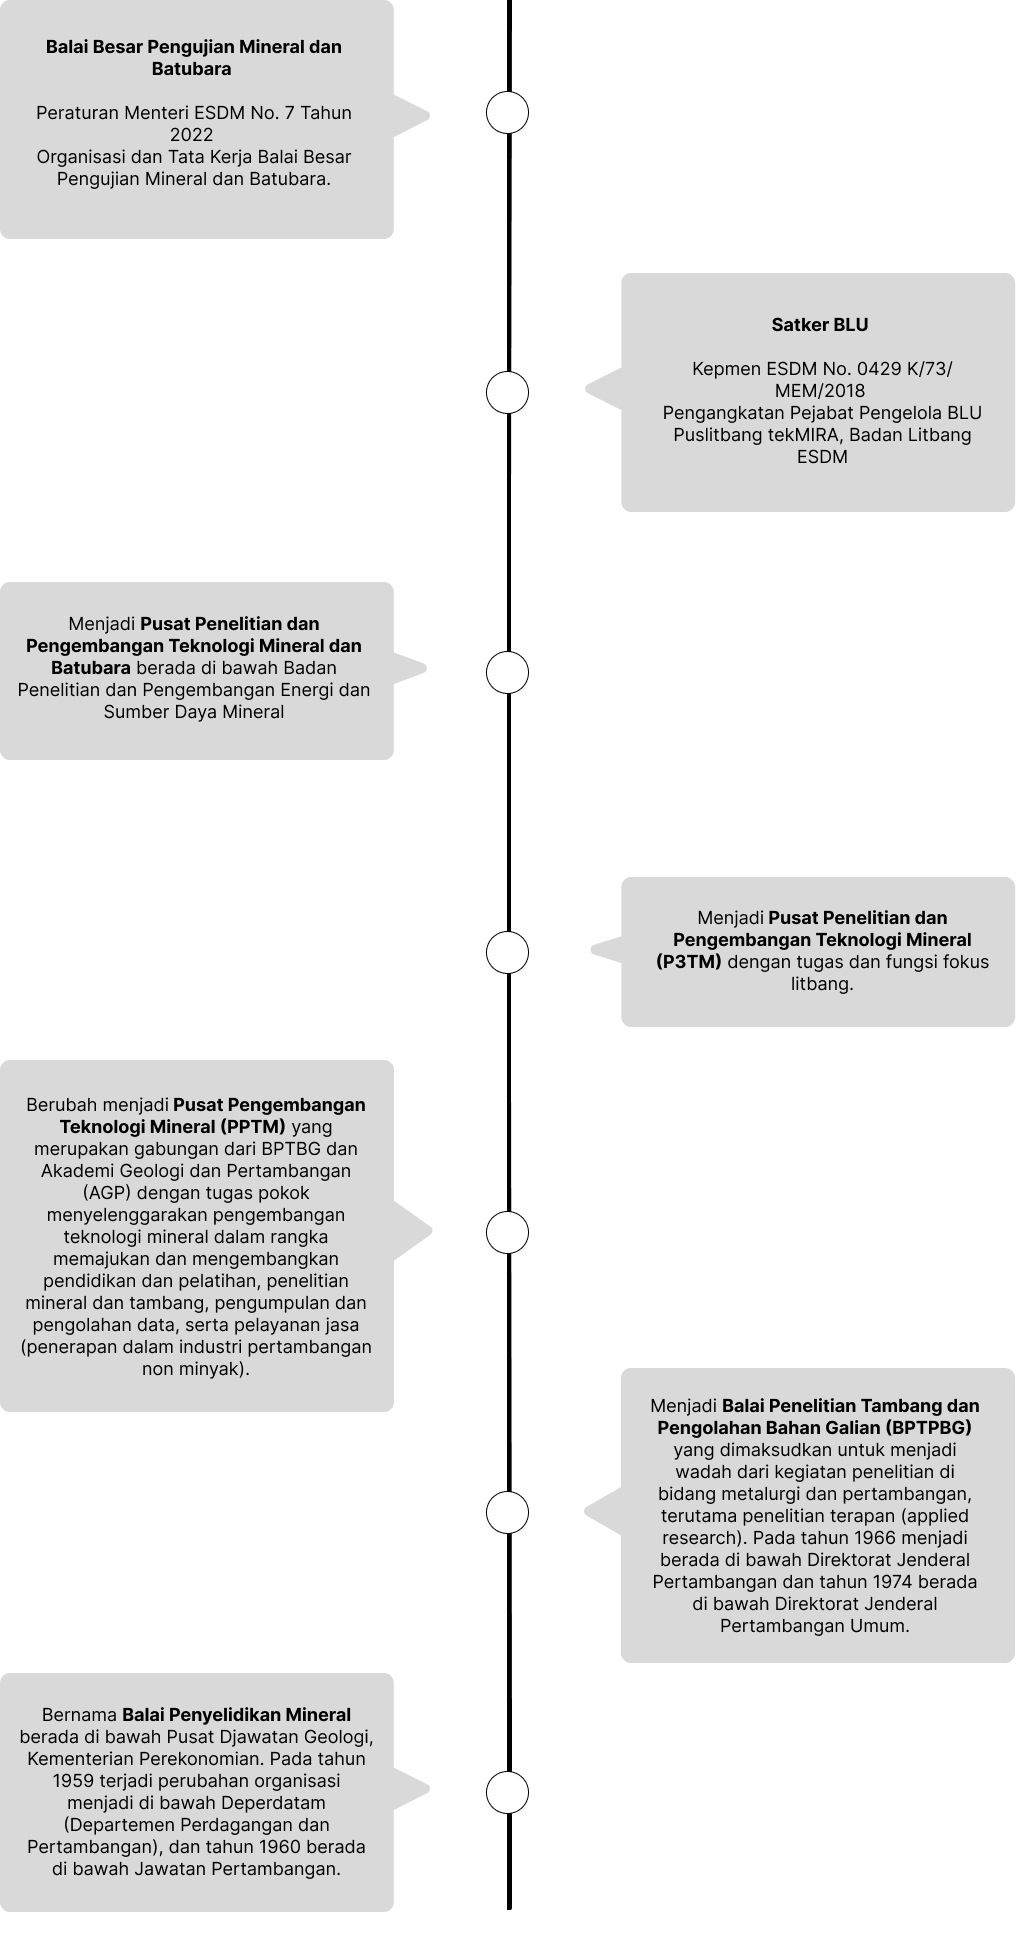 Balai Besar Pengujian Mineral dan
Batubara
Peraturan Menteri ESDM No. 7 Tahun
2022
Organisasi dan Tata Kerja Balai Besar
Pengujian Mineral dan Batubara.
Satker BLU
Kepmen ESDM No. 0429 K/73/
MEM/2018
Pengangkatan Pejabat Pengelola BLU
Puslitbang tekMIRA, Badan Litbang
ESDM
Menjadi Pusat Penelitian dan
Pengembangan Teknologi Mineral dan
Batubara berada di bawah Badan
Penelitian dan Pengembangan Energi dan
Sumber Daya Mineral
Menjadi Pusat Penelitian dan
Pengembangan Teknologi Mineral
(P3TM) dengan tugas dan fungsi fokus
litbang.
Berubah menjadi Pusat Pengembangan
Teknologi Mineral (PPTM) yang
merupakan gabungan dari BPTBG dan
Akademi Geologi dan Pertambangan
(AGP) dengan tugas pokok
menyelenggarakan pengembangan
teknologi mineral dalam rangka
memajukan dan mengembangkan
pendidikan dan pelatihan, penelitian
mineral dan tambang, pengumpulan dan
pengolahan data, serta pelayanan jasa
(penerapan dalam industri pertambangan
non minyak).
Menjadi Balai Penelitian Tambang dan
Pengolahan Bahan Galian (BPTPBG)
yang dimaksudkan untuk menjadi
wadah dari kegiatan penelitian di
bidang metalurgi dan pertambangan,
terutama penelitian terapan (applied
research). Pada tahun 1966 menjadi
berada di bawah Direktorat Jenderal
Pertambangan dan tahun 1974 berada
di bawah Direktorat Jenderal
Pertambangan Umum.
Bernama Balai Penyelidikan Mineral
berada di bawah Pusat Djawatan Geologi,
Kementerian Perekonomian. Pada tahun
1959 terjadi perubahan organisasi
menjadi di bawah Deperdatam
(Departemen Perdagangan dan
Pertambangan), dan tahun 1960 berada
di bawah Jawatan Pertambangan.